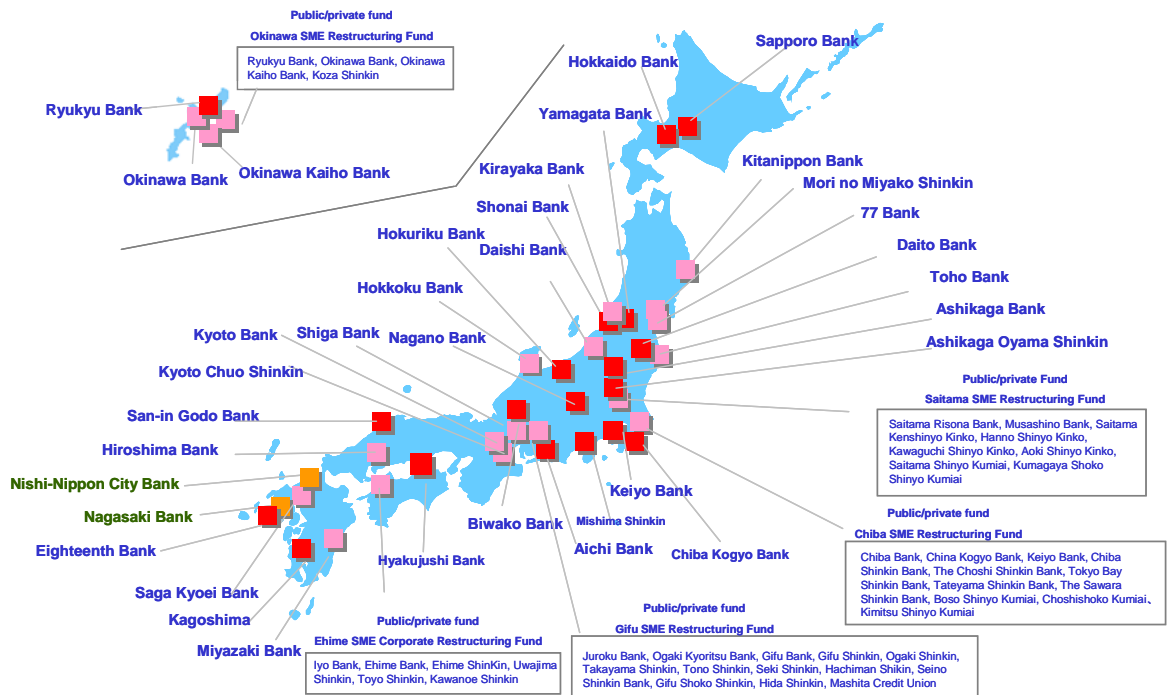 Public/private fund
Okinawa SME Restructuring Fund
Ryukyu Bank, Okinawa Bank, Okinawa
Kaiho Bank, Koza Shinkin
Ryukyu Bank
Okinawa Bank
Okinawa Kaiho Bank
Sapporo Bank
Hokkaido Bank
Yamagata Bank
Kirayaka Bank
Shonai Bank
Hokuriku Bank
Daishi Bank
Hokkoku Bank
Kyoto Bank
Shiga Bank
Nagano Bank
Kyoto Chuo Shinkin
San-in Godo Bank
Hiroshima Bank
Nishi-Nippon City Bank
Nagasaki Bank
Eighteenth Bank
Saga Kyoei Bank
Kagoshima
Miyazaki Bank
Kitanippon Bank
Mori no Miyako Shinkin
77 Bank
Daito Bank
Toho Bank
Ashikaga Bank
Ashikaga Oyama Shinkin
Public/private Fund
Saitama SME Restructuring Fund
Saitama Risona Bank, Musashino Bank, Saitama
Kenshinyo Kinko, Hanno Shinyo Kinko,
Kawaguchi Shinyo Kinko, Aoki Shinyo Kinko,
Saitama Shinyo Kumiai, Kumagaya Shoko
Shinyo Kumiai
Keiyo Bank
Mishima Shinkin
Biwako Bank
Aichi Bank
Chiba Kogyo Bank
Hyakujushi Bank
Public/private fund
Chiba SME Restructuring Fund
Chiba Bank, China Kogyo Bank, Keiyo Bank, Chiba
Shinkin Bank, The Choshi Shinkin Bank, Tokyo Bay
Shinkin Bank, Tateyama Shinkin Bank, The Sawara
Shinkin Bank, Boso Shinyo Kumiai, Choshishoko Kumiai、
Kimitsu Shinyo Kumiai
Public/private fund
Ehime SME Corporate Restructuring Fund
Iyo Bank, Ehime Bank, Ehime ShinKin, Uwajima
Shinkin, Toyo Shinkin, Kawanoe Shinkin
Public/private fund
Gifu SME Restructuring Fund
Juroku Bank, Ogaki Kyoritsu Bank, Gifu Bank, Gifu Shinkin, Ogaki Shinkin,
Takayama Shinkin, Tono Shinkin, Seki Shinkin, Hachiman Shikin, Seino
Shinkin Bank, Gifu Shoko Shinkin, Hida Shinkin, Mashita Credit Union